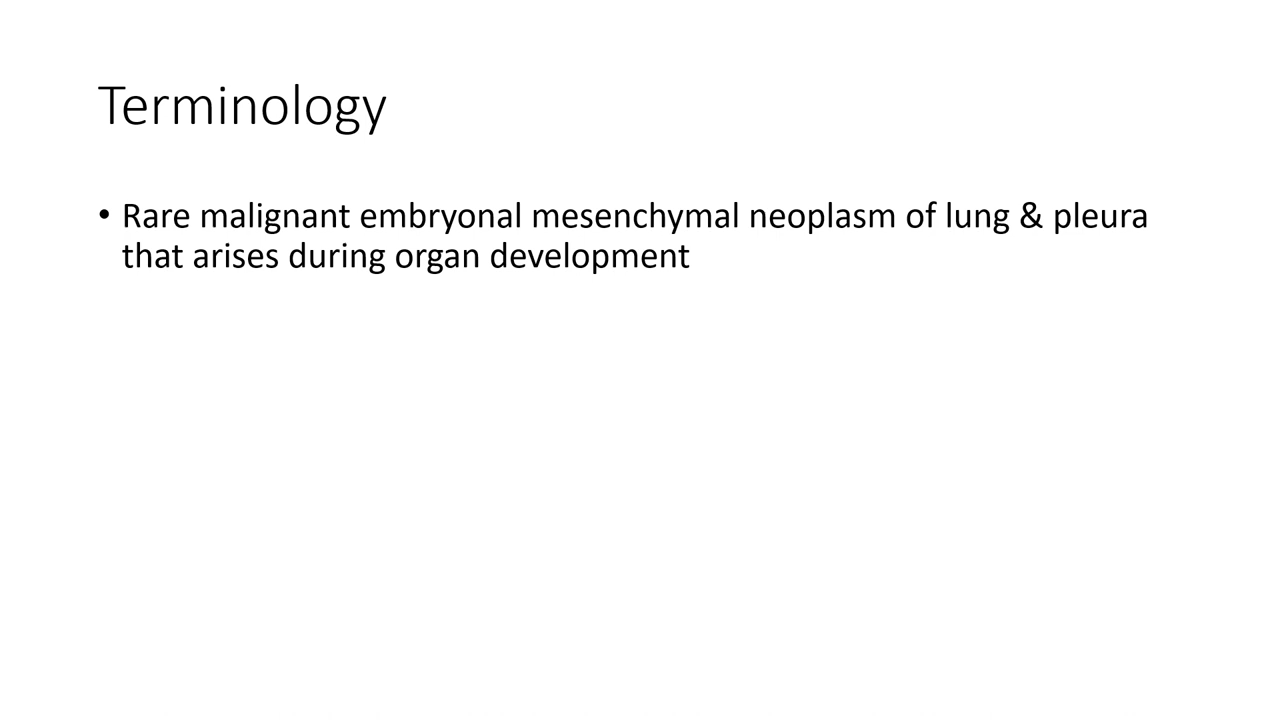 Terminology
• Rare malignant embryonal mesenchymal neoplasm of lung & pleura
that arises during organ development